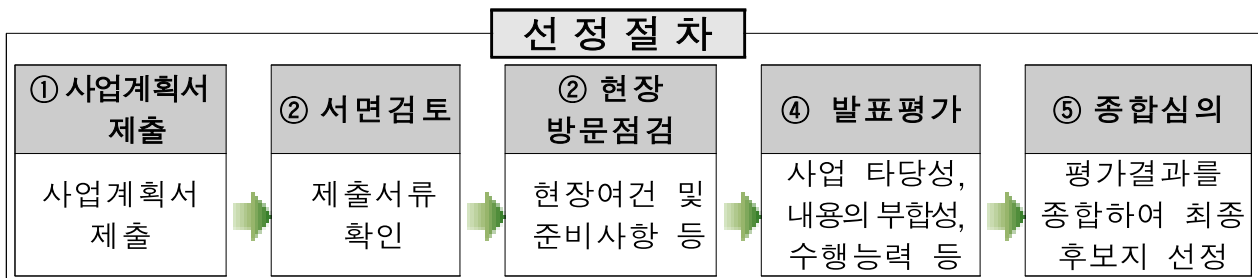 선정절차
① 사업계획서
제출
사업계획서
제출
② 서면검토
제출서류
확인
② 현장
방문점검
현장여건 및
준비사항 등
④ 발표평가
사업 타당성,
내용의 부합성,
수행능력 등
⑤ 종합심의
평가결과를
종합하여 최종
후보지 선정